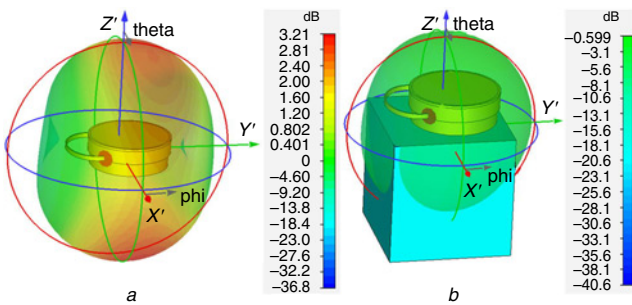 Z′
theta
Y′
phi
X′
a
dB
3.21
2.81
2.40
2.00
1.60
1.20
0.802
0.401
0
−4.60
−9.20
−13.8
−18.4
−23.0
−27.6
−32.2
−36.8
Z′
theta
Y′
phi
X′
b
dB
−0.599
−3.1
−5.6
−8.1
−10.6
−13.1
−15.6
−18.1
−20.6
−23.1
−25.6
−28.1
−30.6
−33.1
−35.6
−38.1
−40.6